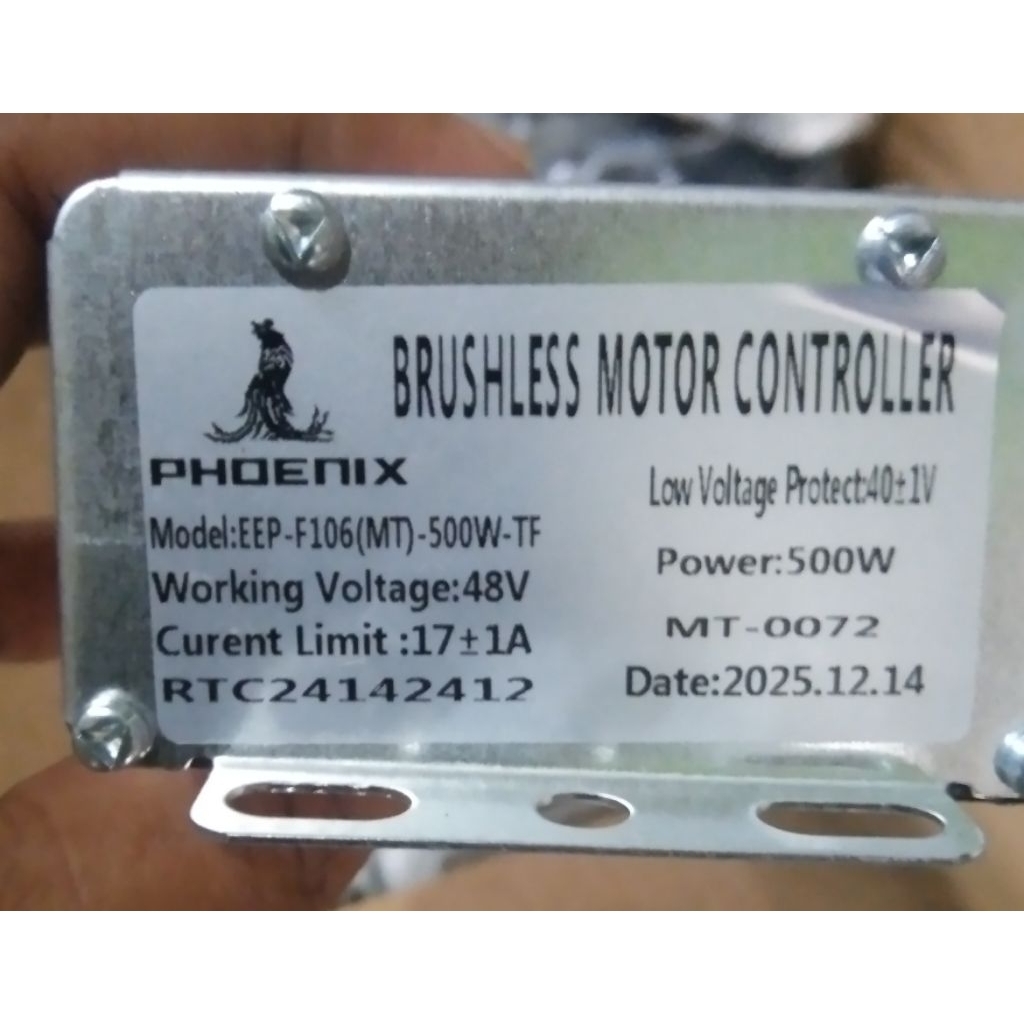 BRUSHLESS MOTOR CONTROLLER
PHOENIX
Low Voltage Protect:40±1V
Model:EEP-F106(MT)-500W-TF
Power:500W
Working Voltage:48V
MT-0072
Curent Limit :17±1A
Date:2025.12.14
RTC24142412